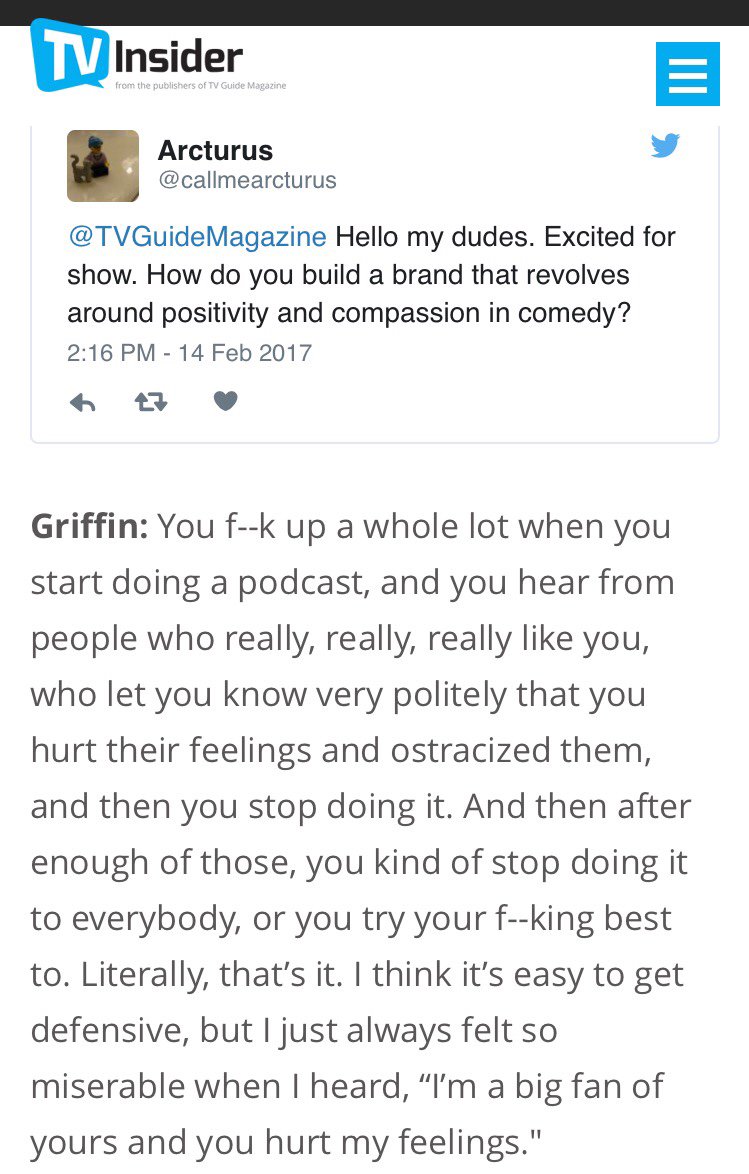 TV Insider
from the publishers of TV Guide Magazine
Arcturus
@callmearcturus
@TVGuideMagazine Hello my dudes. Excited for
show. How do you build a brand that revolves
around positivity and compassion in comedy?
2:16 PM - 14 Feb 2017
Griffin: You f--k up a whole lot when you
start doing a podcast, and you hear from
people who really, really, really like you,
who let you know very politely that you
hurt their feelings and ostracized them,
and then you stop doing it. And then after
enough of those, you kind of stop doing it
to everybody, or you try your f--king best
to. Literally, that’s it. I think it’s easy to get
defensive, but I just always felt so
miserable when I heard, “I’m a big fan of
yours and you hurt my feelings."